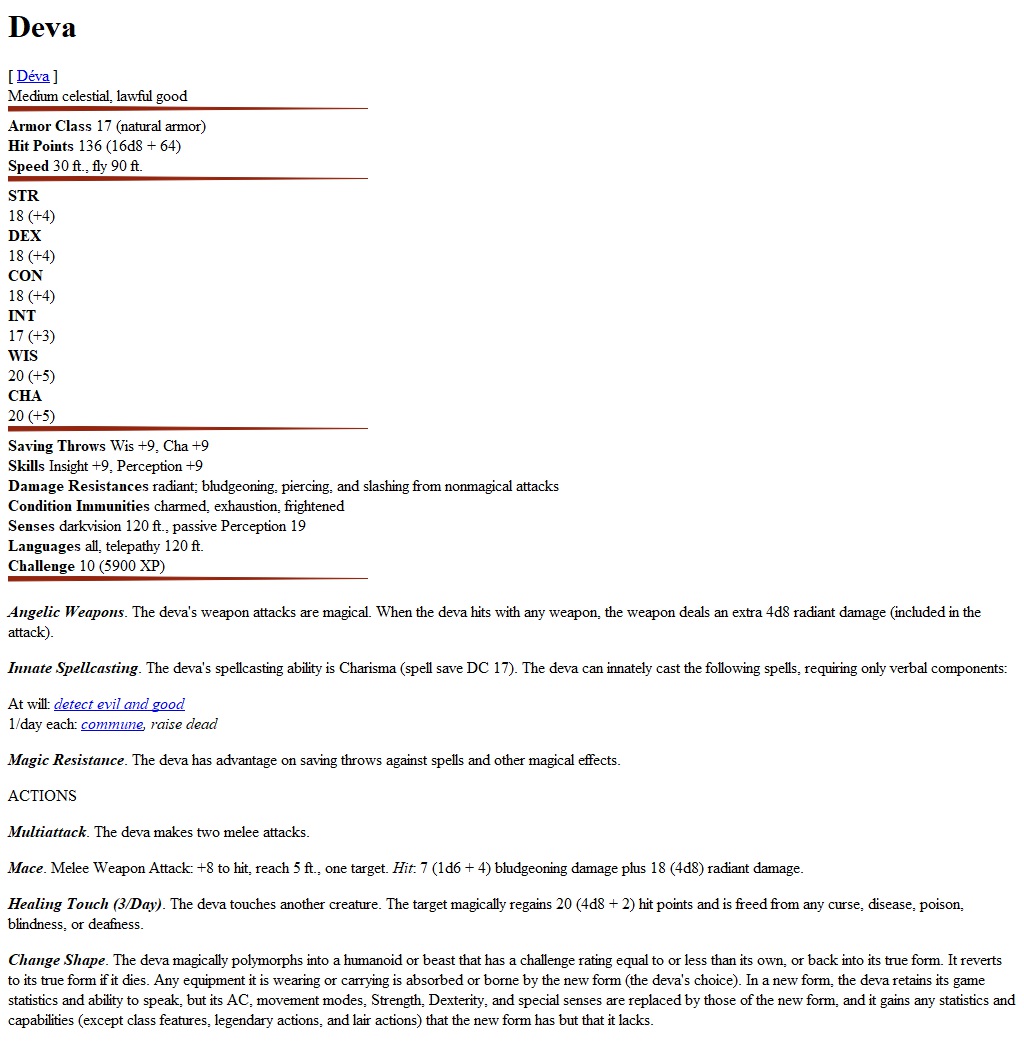 Deva
[ Déva ]
Medium celestial, lawful good
Armor Class 17 (natural armor)
Hit Points 136 (16d8 + 64)
Speed 30 ft., fly 90 ft.
STR
18 (+4)
DEX
18 (+4)
CON
18 (+4)
INT
17 (+3)
WIS
20 (+5)
CHA
20 (+5)
Saving Throws Wis +9, Cha +9
Skills Insight +9, Perception +9
Damage Resistances radiant; bludgeoning, piercing, and slashing from nonmagical attacks
Condition Immunities charmed, exhaustion, frightened
Senses darkvision 120 ft., passive Perception 19
Languages all, telepathy 120 ft.
Challenge 10 (5900 XP)
Angelic Weapons. The deva's weapon attacks are magical. When the deva hits with any weapon, the weapon deals an extra 4d8 radiant damage (included in the
attack).
Innate Spellcasting. The deva's spellcasting ability is Charisma (spell save DC 17). The deva can innately cast the following spells, requiring only verbal components:
At will: detect evil and good
1/day each: commune, raise dead
Magic Resistance. The deva has advantage on saving throws against spells and other magical effects.
ACTIONS
Multiattack. The deva makes two melee attacks.
Mace. Melee Weapon Attack: +8 to hit, reach 5 ft., one target. Hit: 7 (1d6 + 4) bludgeoning damage plus 18 (4d8) radiant damage.
Healing Touch (3/Day). The deva touches another creature. The target magically regains 20 (4d8 + 2) hit points and is freed from any curse, disease, poison,
blindness, or deafness.
Change Shape. The deva magically polymorphs into a humanoid or beast that has a challenge rating equal to or less than its own, or back into its true form. It reverts
to its true form if it dies. Any equipment it is wearing or carrying is absorbed or borne by the new form (the deva's choice). In a new form, the deva retains its game
statistics and ability to speak, but its AC, movement modes, Strength, Dexterity, and special senses are replaced by those of the new form, and it gains any statistics and
capabilities (except class features, legendary actions, and lair actions) that the new form has but that it lacks.